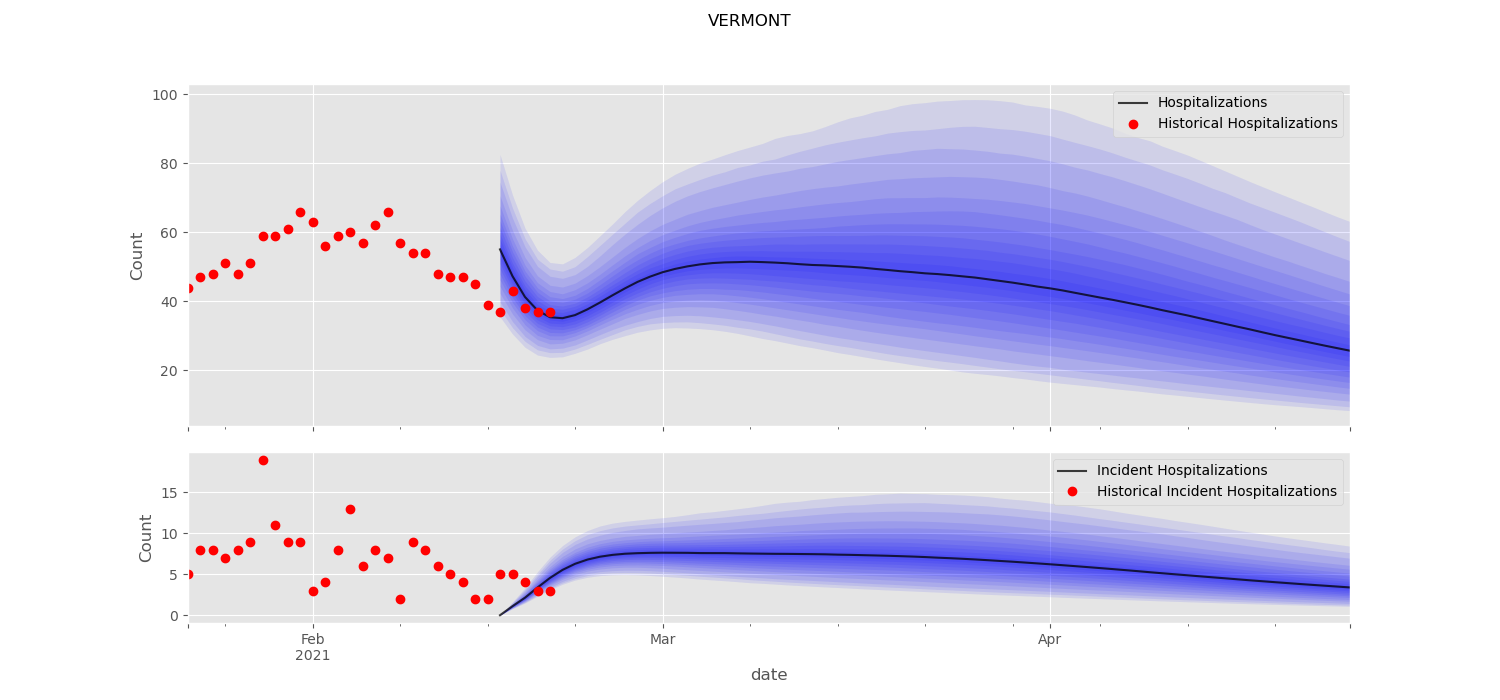 VERMONT
100
80
60
40
20
Count
Hospitalizations
Historical Hospitalizations
15
10
5
0
Count
Incident Hospitalizations
Historical Incident Hospitalizations
Feb
2021
Mar
Apr
date